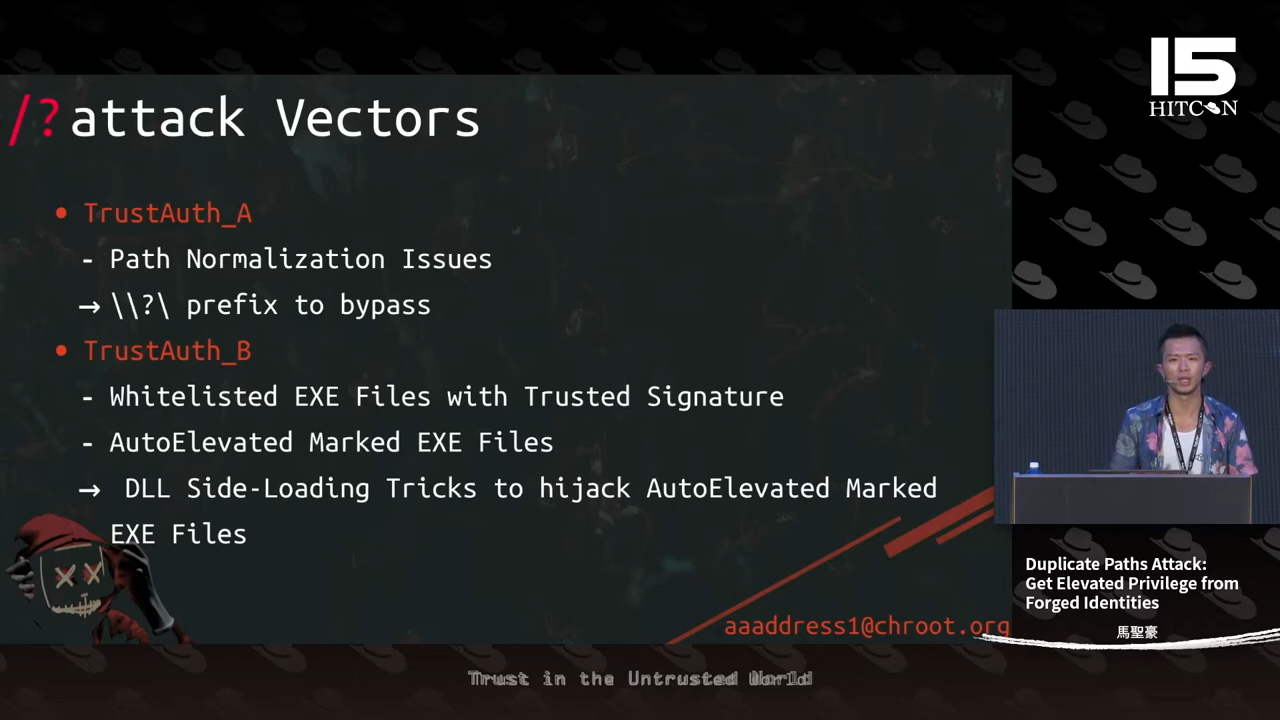 /?attack Vectors
• TrustAuth_A
- Path Normalization Issues
→ \\?\ prefix to bypass
• TrustAuth_B
- Whitelisted EXE Files with Trusted Signature
- AutoElevated Marked EXE Files
→ DLL Side-Loading Tricks to hijack AutoElevated Marked
EXE Files
aaaddress1@chroot.org
15
HITCON
Duplicate Paths Attack:
Get Elevated Privilege from
Forged Identities
馬聖豪
Trust in the Untrusted World